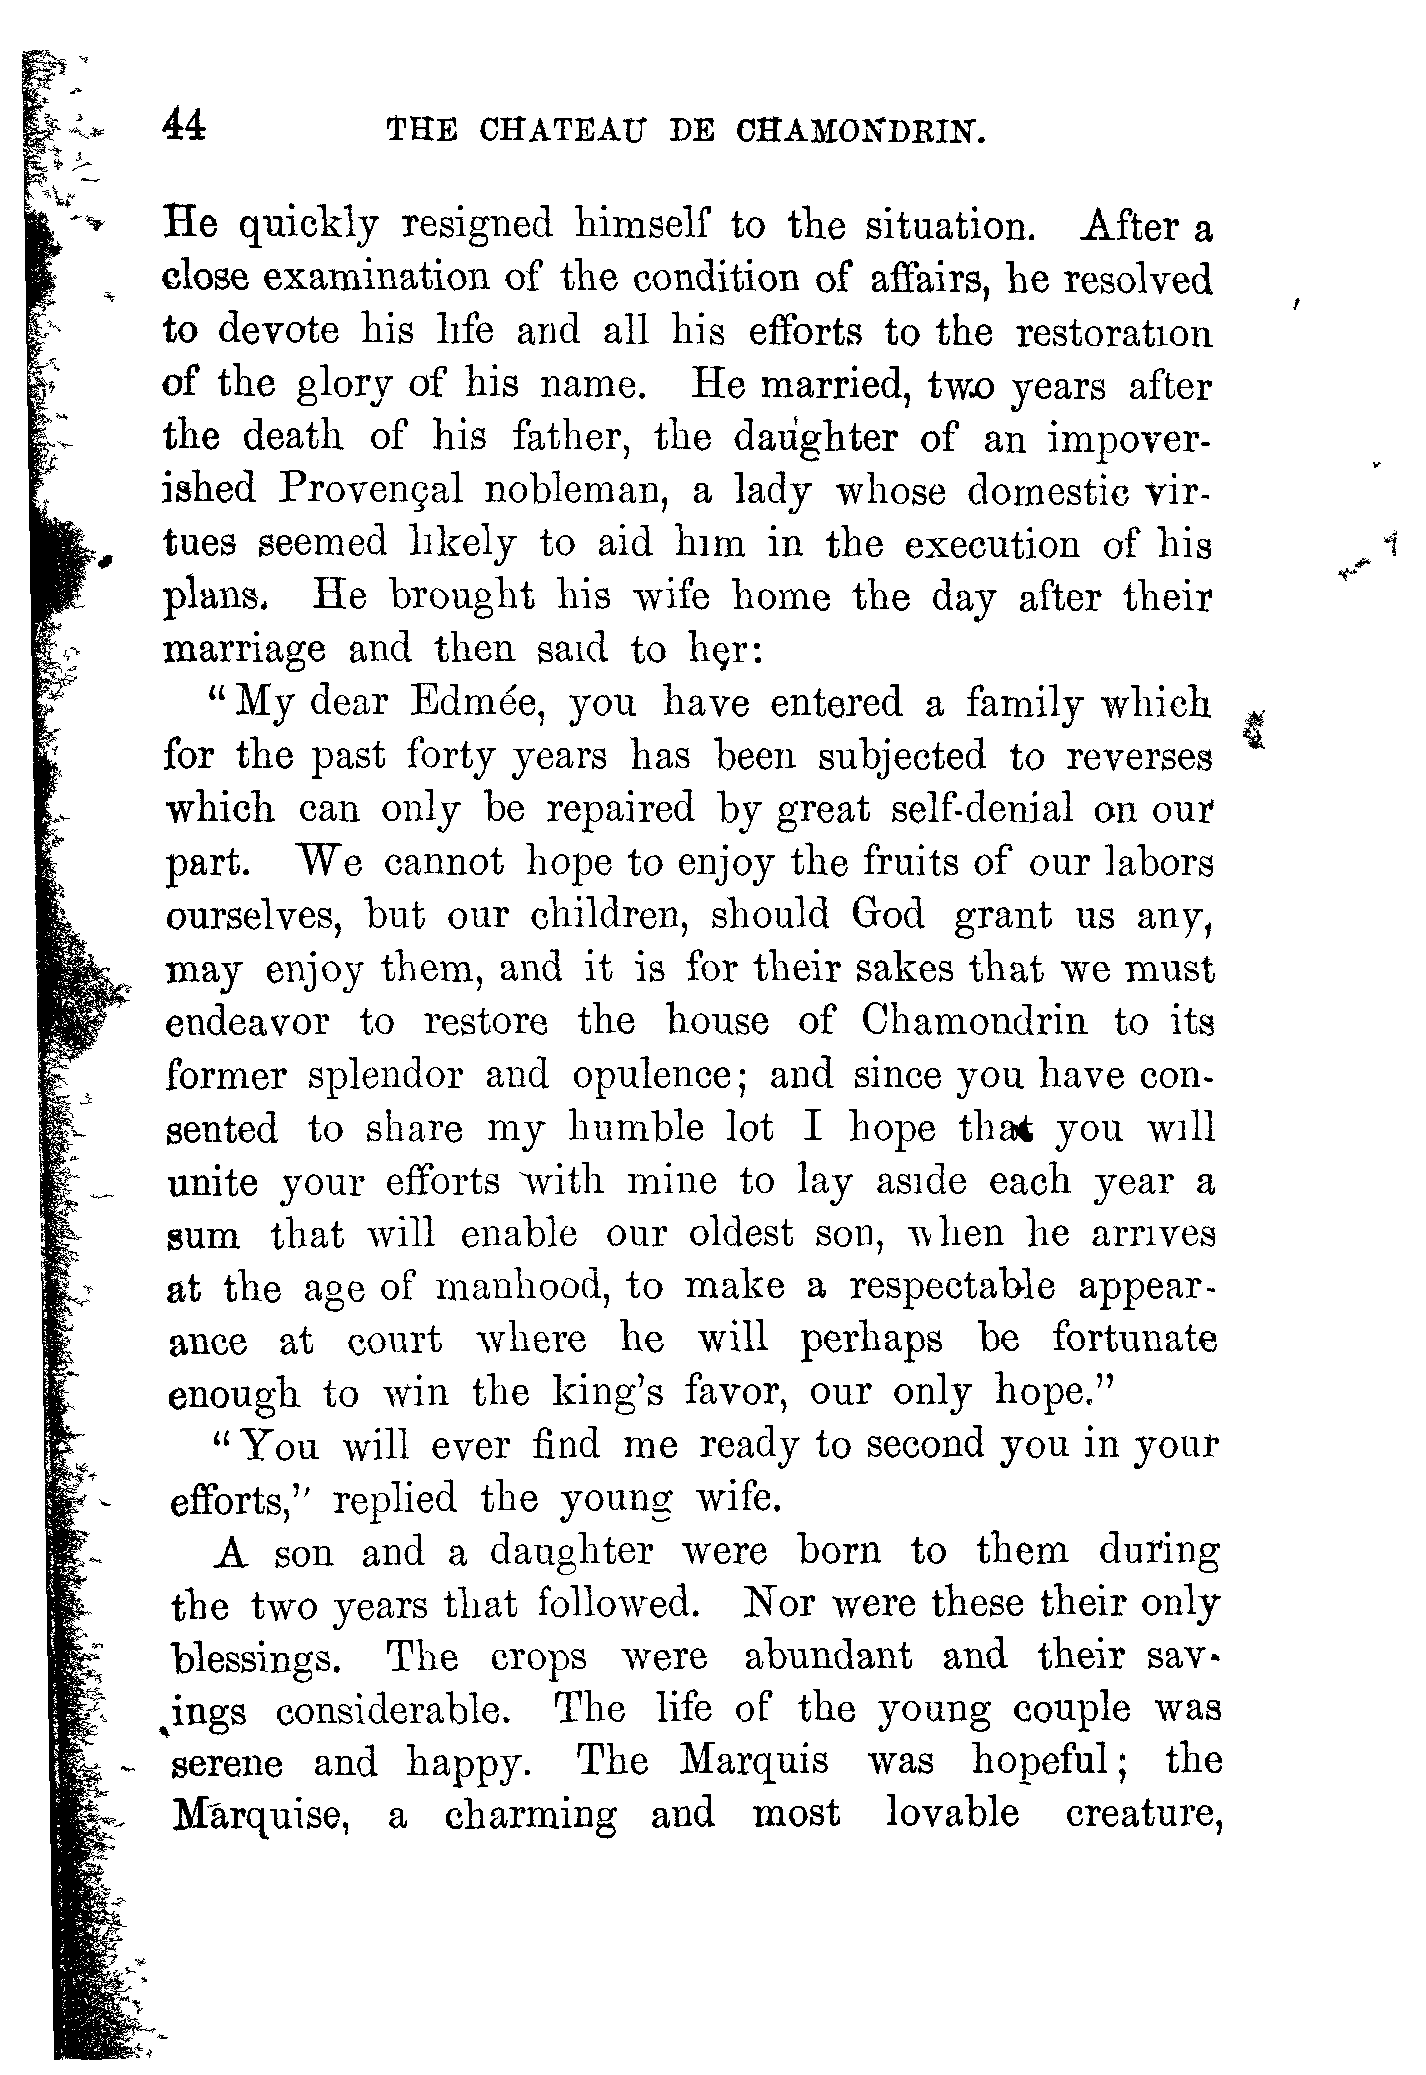 44 THE CHATEAU DE CHAMONDRIN.
He quickly resigned himself to the situation. After a
close examination of the condition of affairs, he resolved
to devote his life and all his efforts to the restoration
of the glory of his name. He married, two years after
the death of his father, the daughter of an impover-
ished Provençal nobleman, a lady whose domestic vir-
tues seemed likely to aid him in the execution of his
plans. He brought his wife home the day after their
marriage and then said to her:
"My dear Edmée, you have entered a family which
for the past forty years has been subjected to reverses
which can only be repaired by great self-denial on our
part. We cannot hope to enjoy the fruits of our labors
ourselves, but our children, should God grant us any,
may enjoy them, and it is for their sakes that we must
endeavor to restore the house of Chamondrin to its
former splendor and opulence; and since you have con-
sented to share my humble lot I hope that you will
unite your efforts with mine to lay aside each year a
sum that will enable our oldest son, when he arrives
at the age of manhood, to make a respectable appear-
ance at court where he will perhaps be fortunate
enough to win the king's favor, our only hope."
"You will ever find me ready to second you in your
efforts," replied the young wife.
A son and a daughter were born to them during
the two years that followed. Nor were these their only
blessings. The crops were abundant and their sav-
ings considerable. The life of the young couple was
serene and happy. The Marquis was hopeful; the
Marquise, a charming and most lovable creature,